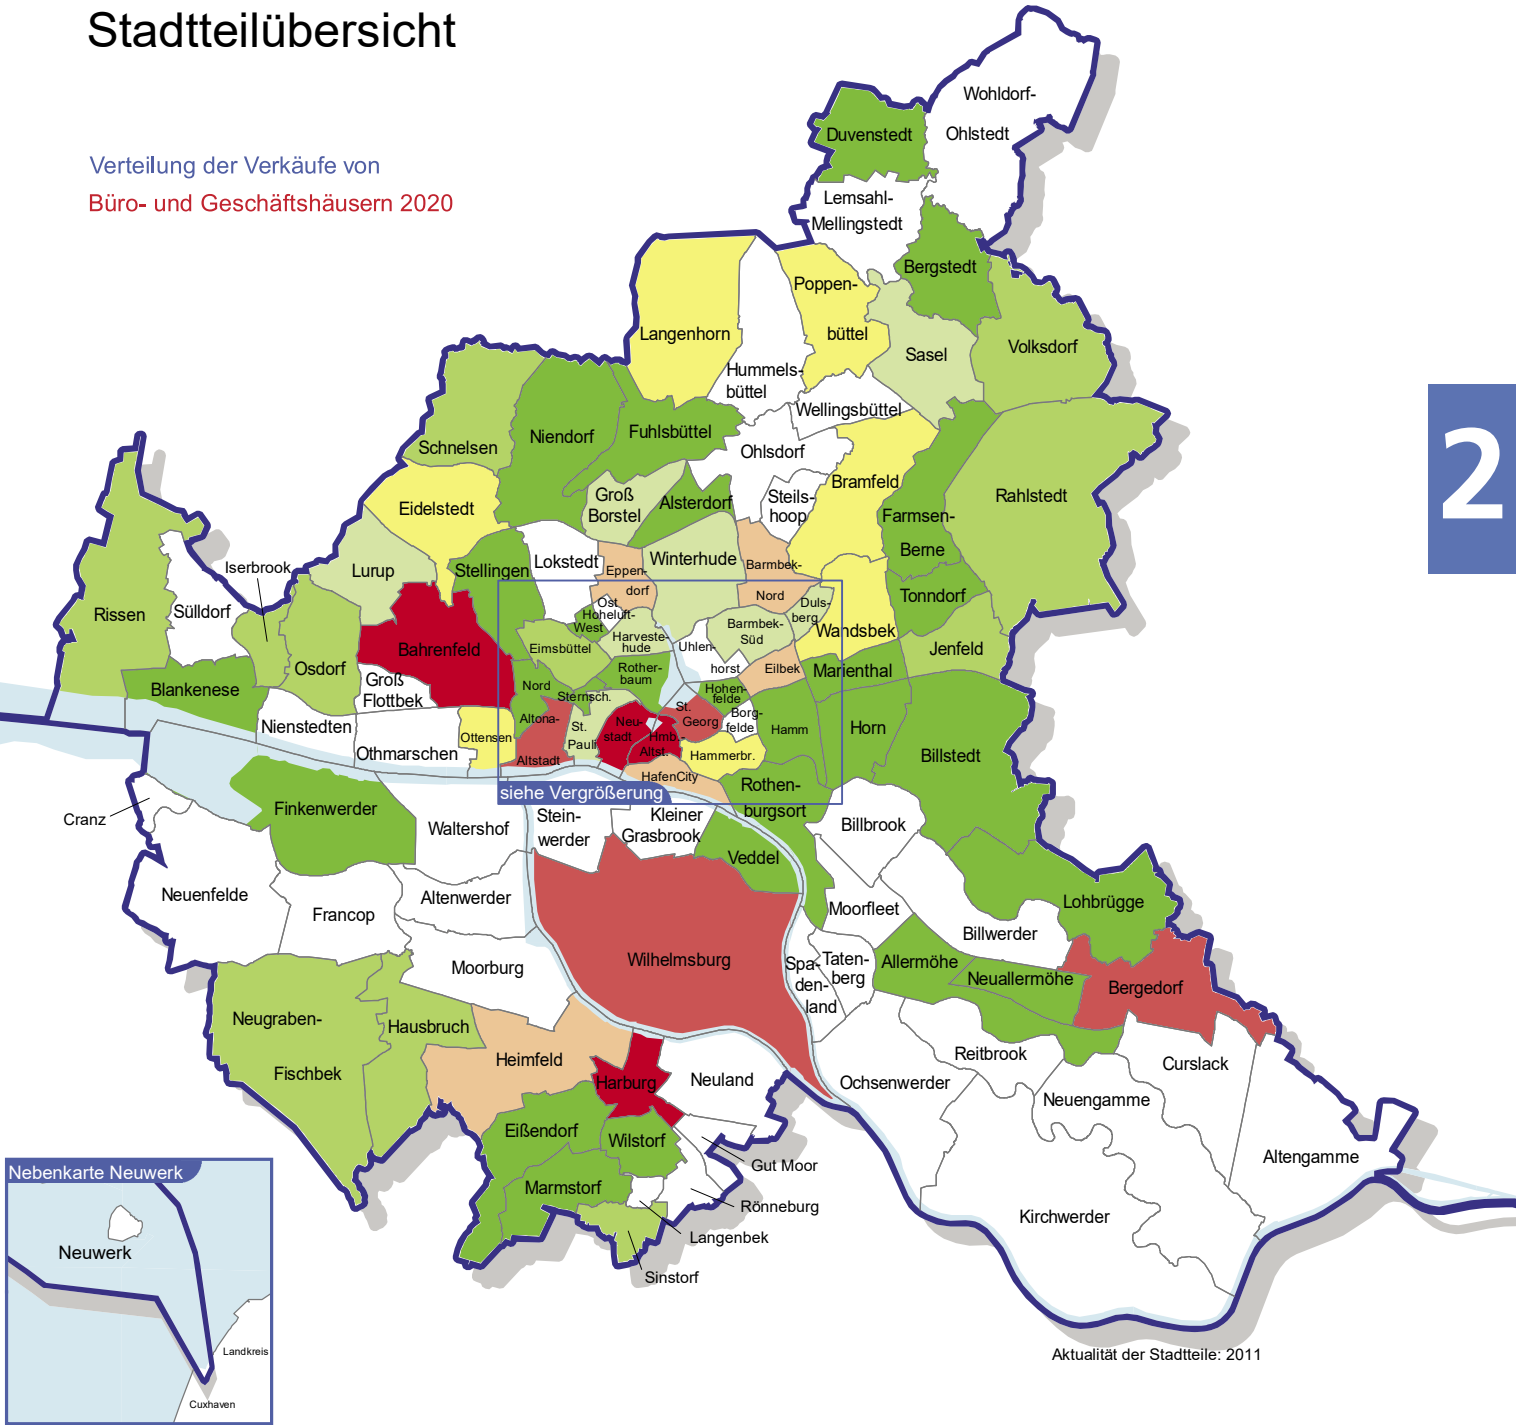 Stadtteilübersicht
Verteilung der Verkäufe von
Büro- und Geschäftshäusern 2020
2
Wohldorf-
Ohlstedt
Duvenstedt
Lemsahl-
Mellingstedt
Bergstedt
Poppen-
büttel
Langenhorn
Hummels-
büttel
Sasel
Volksdorf
Wellingsbüttel
Schnelsen
Niendorf
Fuhlsbüttel
Ohlsdorf
Bramfeld
Rahlstedt
Eidelstedt
Groß
Borstel
Alsterdorf
Steils-
hoop
Farmsen-
Berne
Lurup
Stellingen
Lokstedt
Eppen-
dorf
Winterhude
Barmbek-
Nord
Iserbrook
Rissen
Sülldorf
Tonndorf
Ost
Hoheluft-
West
Duls-
berg
Wandsbek
Bahrenfeld
Eimsbüttel
Harveste-
hude
Barmbek-
Süd
Uhlen-
horst
Eilbek
Jenfeld
Osdorf
Groß
Flottbek
Rother-
baum
Marienthal
Blankenese
Nord
Sternsch.
Hohen-
felde
Nienstedten
Othmarschen
Ottensen
Altona-
Altstadt
St.
Pauli
Neu-
stadt
Hmb.-
Altst.
St.
Georg
Borg-
felde
Hamm
Horn
Billstedt
Hammerbr.
HafenCity
siehe Vergrößerung
Rothen-
burgsort
Cranz
Finkenwerder
Waltershof
Stein-
werder
Kleiner
Grasbrook
Billbrook
Veddel
Neuenfelde
Francop
Altenwerder
Moorfleet
Lohbrügge
Billwerder
Moorburg
Wilhelmsburg
Spa-
den-
land
Taten-
berg
Allermöhe
Neuallermöhe
Bergedorf
Neugraben-
Fischbek
Hausbruch
Heimfeld
Harburg
Neuland
Ochsenwerder
Reitbrook
Curslack
Neuengamme
Eißendorf
Wilstorf
Gut Moor
Altengamme
Marmstorf
Rönneburg
Langenbek
Sinstorf
Kirchwerder
Nebenkarte Neuwerk
Neuwerk
Landkreis
Cuxhaven
Aktualität der Stadtteile: 2011